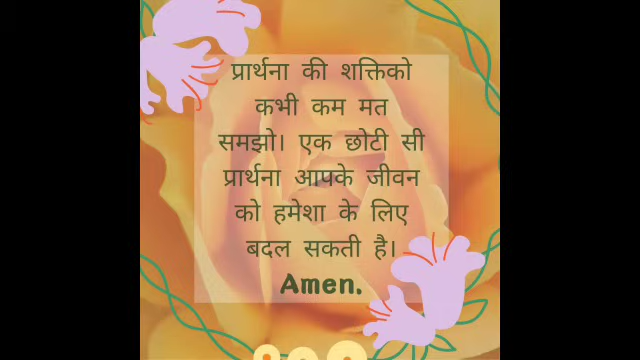 प्रार्थना की शक्तिको
कभी कम मत
समझो। एक छोटी सी
प्रार्थना आपके जीवन
को हमेशा के लिए
बदल सकती है।
Amen.